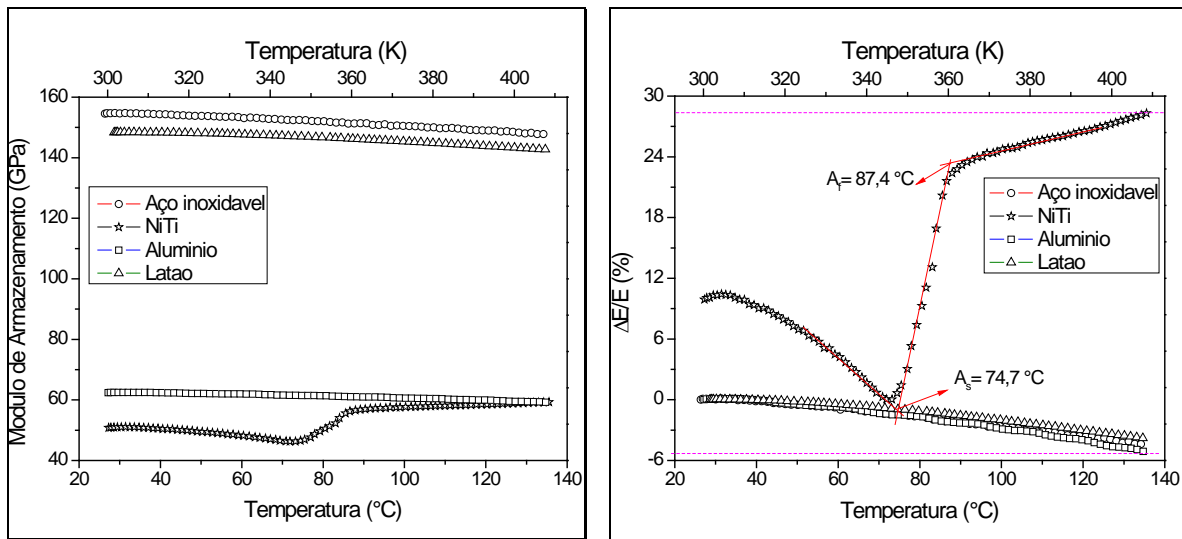 Temperatura (K)
300 320 340 360 380 400
160
140
120
100
80
60
40
Modulo de Armazenamento (GPa)
Aço inoxidavel
NiTi
Aluminio
Latao
20 40 60 80 100 120 140
Temperatura (°C)
Temperatura (K)
300 320 340 360 380 400
30
24
18
12
6
0
-6
ΔE/E (%)
Af= 87,4 °C
Aço inoxidavel
NiTi
Aluminio
Latao
As= 74,7 °C
20 40 60 80 100 120 140
Temperatura (°C)